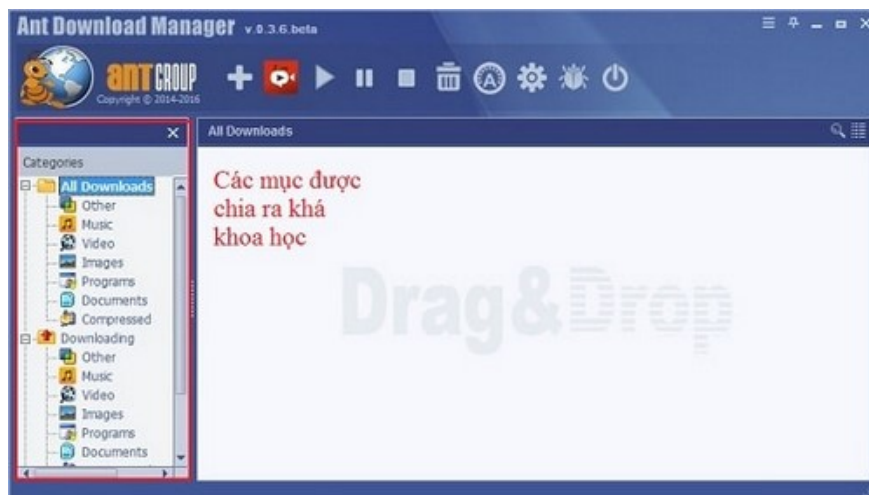 Ant Download Manager v.0.3.6.beta
ANT GROUP
Copyright © 2014-2016
All Downloads
Categories
All Downloads
Other
Music
Video
Images
Programs
Documents
Compressed
Downloading
Other
Music
Video
Images
Programs
Documents
Các mục được
chia ra khá
khoa học
Drag&Drop